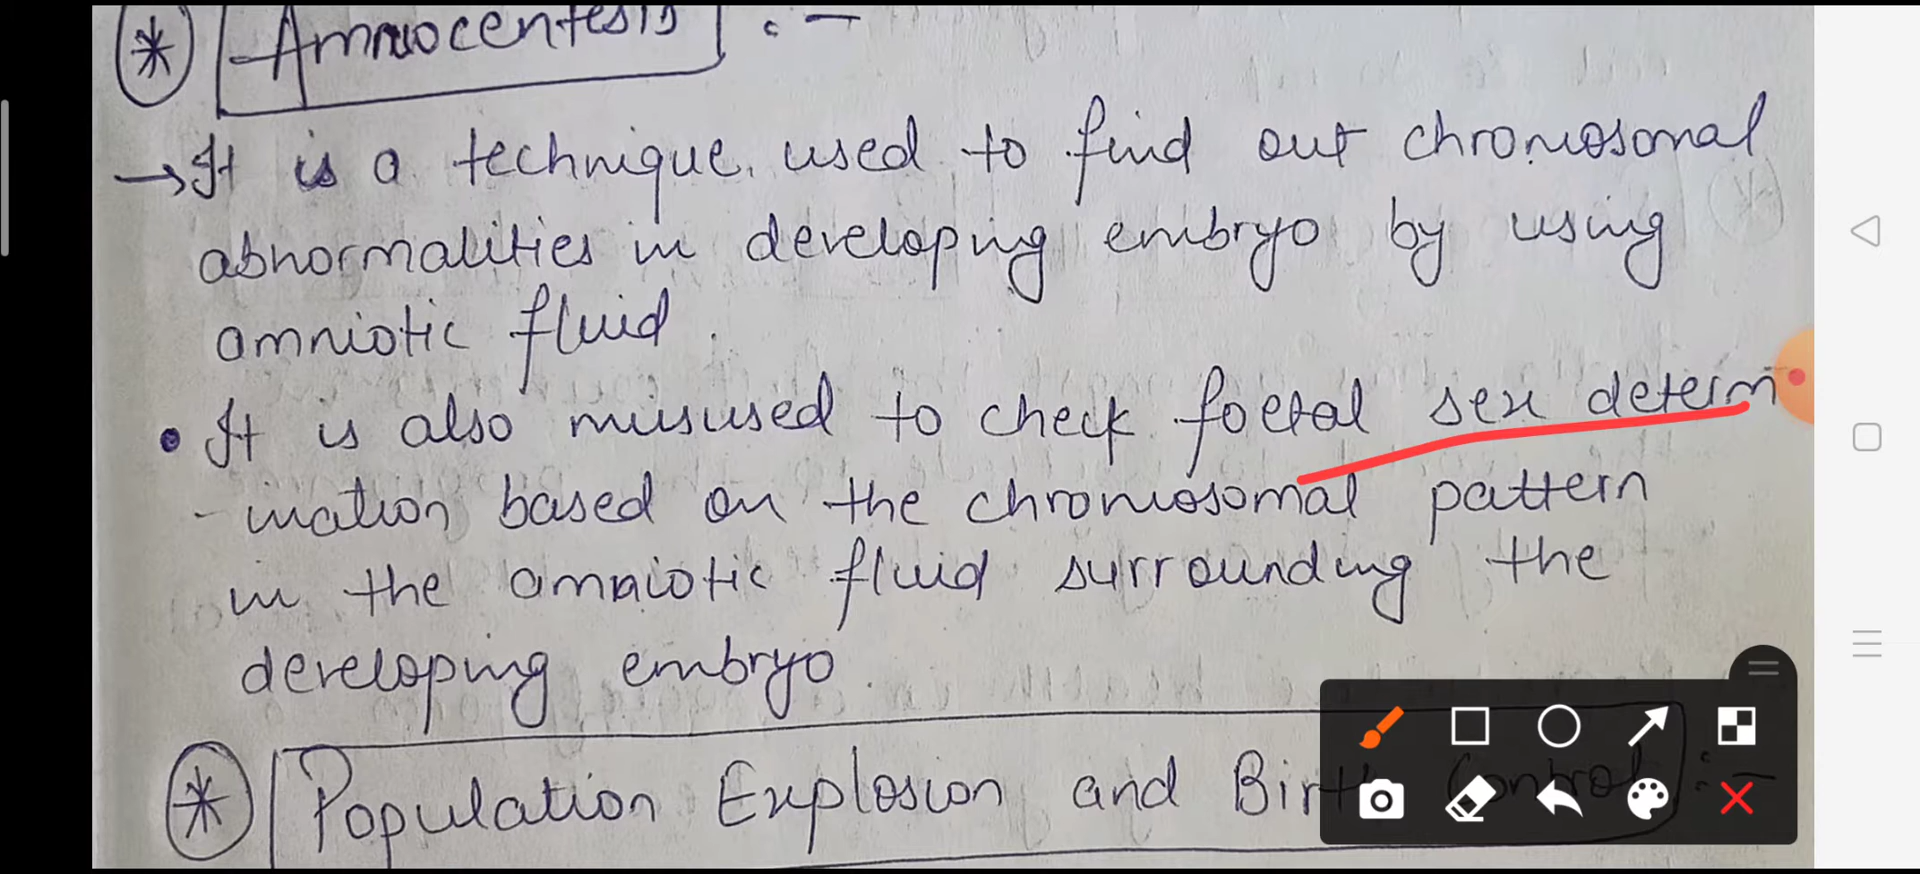 * Amniocentesis :-
→ It is a technique used to find out chromosomal
abnormalities in developing embryo by using
amniotic fluid.
• It is also misused to check foetal sex determ
-ination based on the chromosomal pattern
in the amniotic fluid surrounding the
developing embryo.
* Population Explosion and Birth Control :-